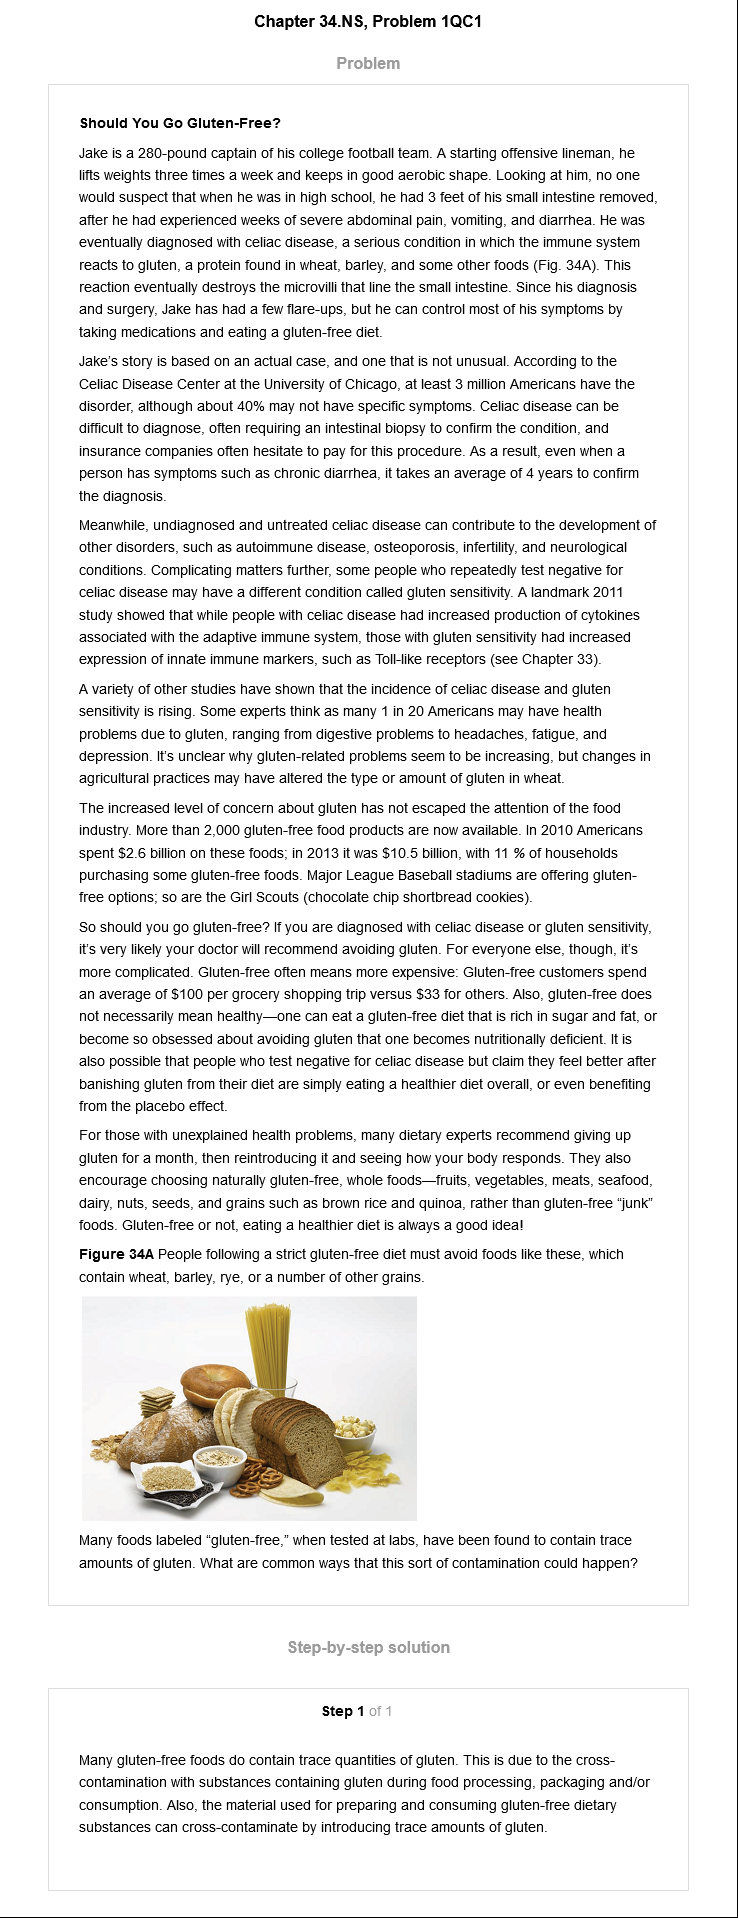 Chapter 34.NS, Problem 1QC1
Problem
Should You Go Gluten-Free?
Jake is a 280-pound captain of his college football team. A starting offensive lineman, he
lifts weights three times a week and keeps in good aerobic shape. Looking at him, no one
would suspect that when he was in high school, he had 3 feet of his small intestine removed,
after he had experienced weeks of severe abdominal pain, vomiting, and diarrhea. He was
eventually diagnosed with celiac disease, a serious condition in which the immune system
reacts to gluten, a protein found in wheat, barley, and some other foods (Fig. 34A). This
reaction eventually destroys the microvilli that line the small intestine. Since his diagnosis
and surgery, Jake has had a few flare-ups, but he can control most of his symptoms by
taking medications and eating a gluten-free diet.
Jake's story is based on an actual case, and one that is not unusual. According to the
Celiac Disease Center at the University of Chicago, at least 3 million Americans have the
disorder, although about 40% may not have specific symptoms. Celiac disease can be
difficult to diagnose, often requiring an intestinal biopsy to confirm the condition, and
insurance companies often hesitate to pay for this procedure. As a result, even when a
person has symptoms such as chronic diarrhea, it takes an average of 4 years to confirm
the diagnosis.
Meanwhile, undiagnosed and untreated celiac disease can contribute to the development of
other disorders, such as autoimmune disease, osteoporosis, infertility, and neurological
conditions. Complicating matters further, some people who repeatedly test negative for
celiac disease may have a different condition called gluten sensitivity. A landmark 2011
study showed that while people with celiac disease had increased production of cytokines
associated with the adaptive immune system, those with gluten sensitivity had increased
expression of innate immune markers, such as Toll-like receptors (see Chapter 33).
A variety of other studies have shown that the incidence of celiac disease and gluten
sensitivity is rising. Some experts think as many 1 in 20 Americans may have health
problems due to gluten, ranging from digestive problems to headaches, fatigue, and
depression. It's unclear why gluten-related problems seem to be increasing, but changes in
agricultural practices may have altered the type or amount of gluten in wheat.
The increased level of concern about gluten has not escaped the attention of the food
industry. More than 2,000 gluten-free food products are now available. In 2010 Americans
spent $2.6 billion on these foods; in 2013 it was $10.5 billion, with 11 % of households
purchasing some gluten-free foods. Major League Baseball stadiums are offering gluten-
free options; so are the Girl Scouts (chocolate chip shortbread cookies).
So should you go gluten-free? If you are diagnosed with celiac disease or gluten sensitivity,
it's very likely your doctor will recommend avoiding gluten. For everyone else, though, it's
more complicated. Gluten-free often means more expensive: Gluten-free customers spend
an average of $100 per grocery shopping trip versus $33 for others. Also, gluten-free does
not necessarily mean healthy—one can eat a gluten-free diet that is rich in sugar and fat, or
become so obsessed about avoiding gluten that one becomes nutritionally deficient. It is
also possible that people who test negative for celiac disease but claim they feel better after
banishing gluten from their diet are simply eating a healthier diet overall, or even benefiting
from the placebo effect.
For those with unexplained health problems, many dietary experts recommend giving up
gluten for a month, then reintroducing it and seeing how your body responds. They also
encourage choosing naturally gluten-free, whole foods—fruits, vegetables, meats, seafood,
dairy, nuts, seeds, and grains such as brown rice and quinoa, rather than gluten-free “junk”
foods. Gluten-free or not, eating a healthier diet is always a good idea!
Figure 34A People following a strict gluten-free diet must avoid foods like these, which
contain wheat, barley, rye, or a number of other grains.
Many foods labeled “gluten-free,” when tested at labs, have been found to contain trace
amounts of gluten. What are common ways that this sort of contamination could happen?
Step-by-step solution
Step 1 of 1
Many gluten-free foods do contain trace quantities of gluten. This is due to the cross-
contamination with substances containing gluten during food processing, packaging and/or
consumption. Also, the material used for preparing and consuming gluten-free dietary
substances can cross-contaminate by introducing trace amounts of gluten.